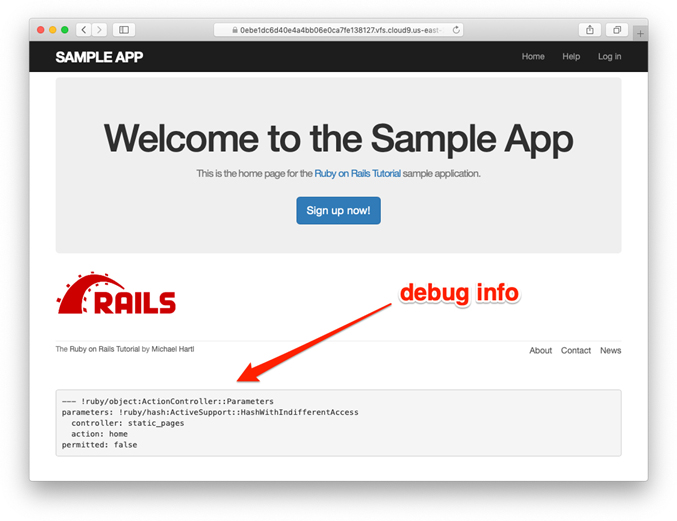 0ebe1dc6d40e4a4bb06e0ca7fe138127.vfs.cloud9.us-east-
SAMPLE APP
Home Help Log in
Welcome to the Sample App
This is the home page for the Ruby on Rails Tutorial sample application.
Sign up now!
RAILS
debug info
The Ruby on Rails Tutorial by Michael Hartl
About Contact News
--- !ruby/object:ActionController::Parameters
parameters: !ruby/hash:ActiveSupport::HashWithIndifferentAccess
  controller: static_pages
  action: home
permitted: false